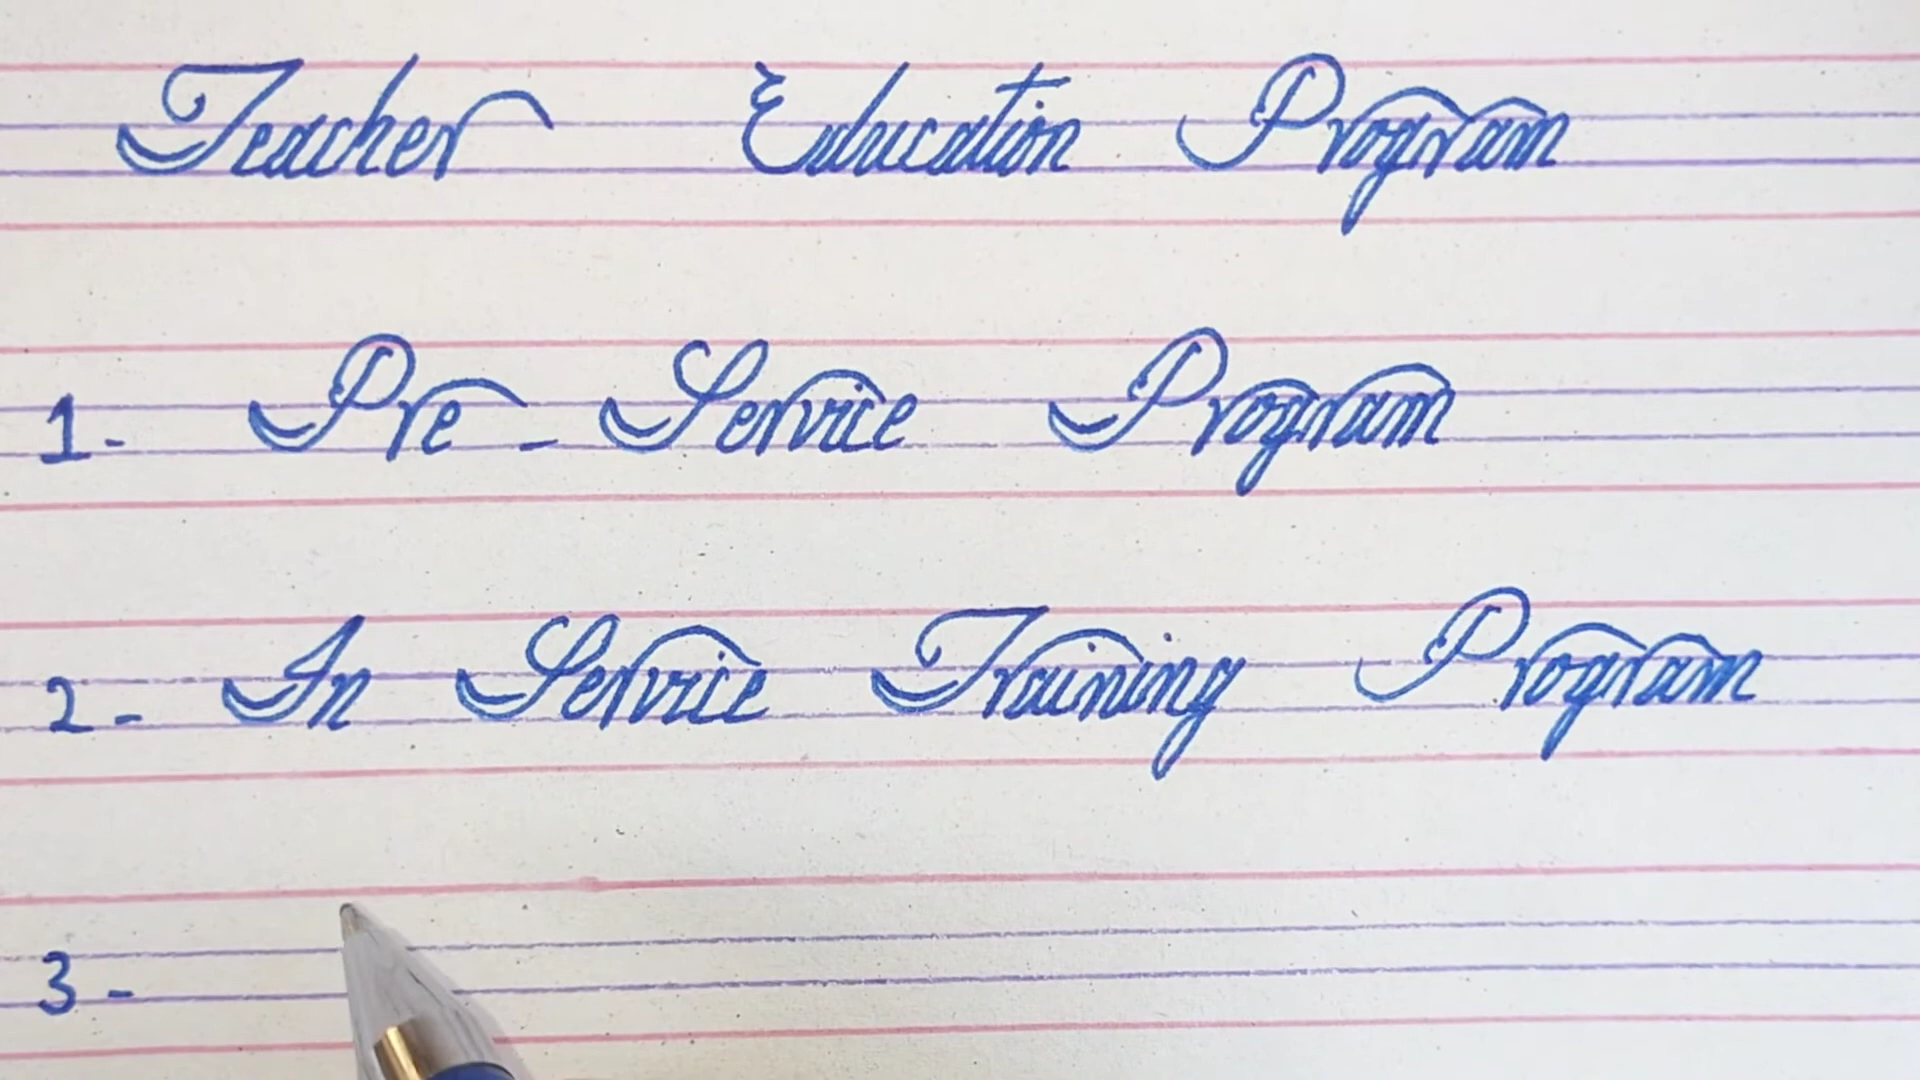 Teacher Education Program
1- Pre-Service Program
2- In Service Training Program
3-